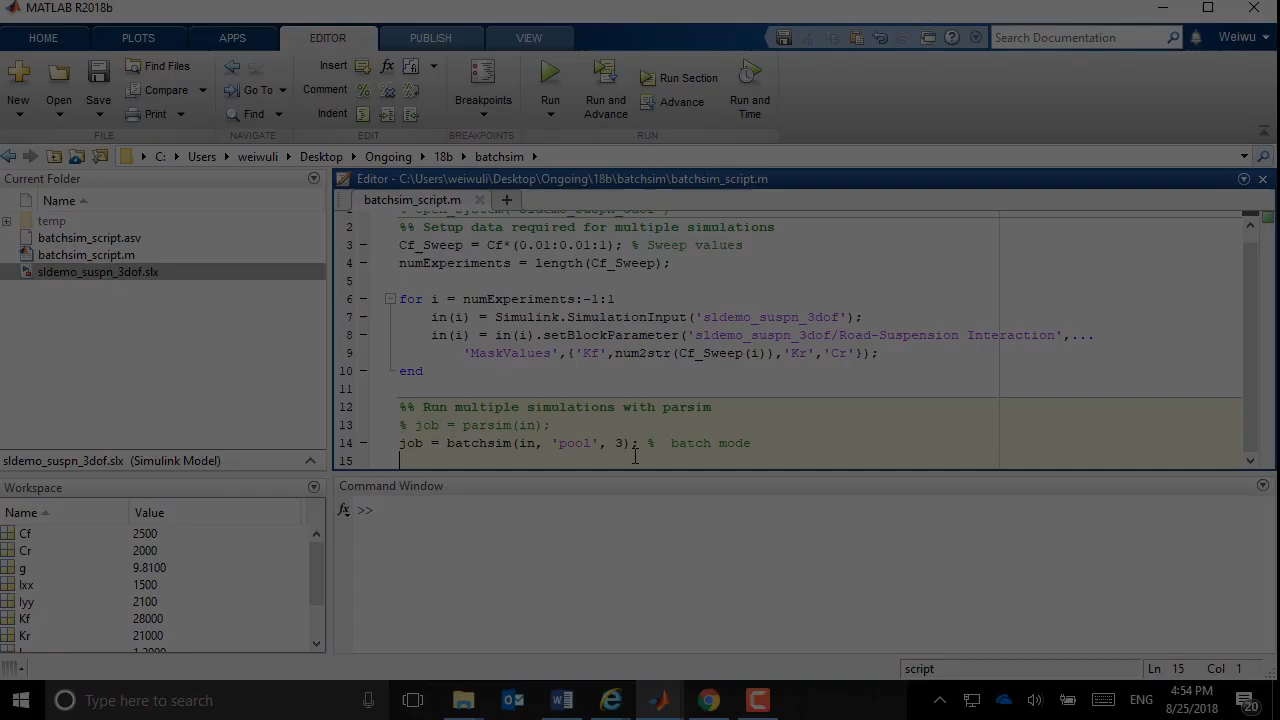 MATLAB R2018b
HOME PLOTS APPS EDITOR PUBLISH VIEW Search Documentation Weiwu
New Open Save Find Files Compare Print Go To Find Insert Comment Indent Breakpoints Run Run and Advance Run Section Advance Run and Time
FILE NAVIGATE EDIT BREAKPOINTS RUN
C: Users weiwuli Desktop Ongoing 18b batchsim
Current Folder
Name
temp
batchsim_script.asv
batchsim_script.m
sldemo_suspn_3dof.slx
sldemo_suspn_3dof.slx (Simulink Model)
Workspace
Name Value
Cf 2500
Cr 2000
g 9.8100
Ixx 1500
Iyy 2100
Kf 28000
Kr 21000
Editor - C:\Users\weiwuli\Desktop\Ongoing\18b\batchsim\batchsim_script.m
batchsim_script.m
2 %% Setup data required for multiple simulations
3 Cf_Sweep = Cf*(0.01:0.01:1); % Sweep values
4 numExperiments = length(Cf_Sweep);
5
6 for i = numExperiments:-1:1
7 in(i) = Simulink.SimulationInput('sldemo_suspn_3dof');
8 in(i) = in(i).setBlockParameter('sldemo_suspn_3dof/Road-Suspension Interaction',...
9 'MaskValues',{'Kf',num2str(Cf_Sweep(i)),'Kr','Cr'});
10 end
11
12 %% Run multiple simulations with parsim
13 % job = parsim(in);
14 job = batchsim(in, 'pool', 3); % batch mode
15
Command Window
fx >>
script Ln 15 Col 1
Type here to search
ENG
4:54 PM
8/25/2018
20